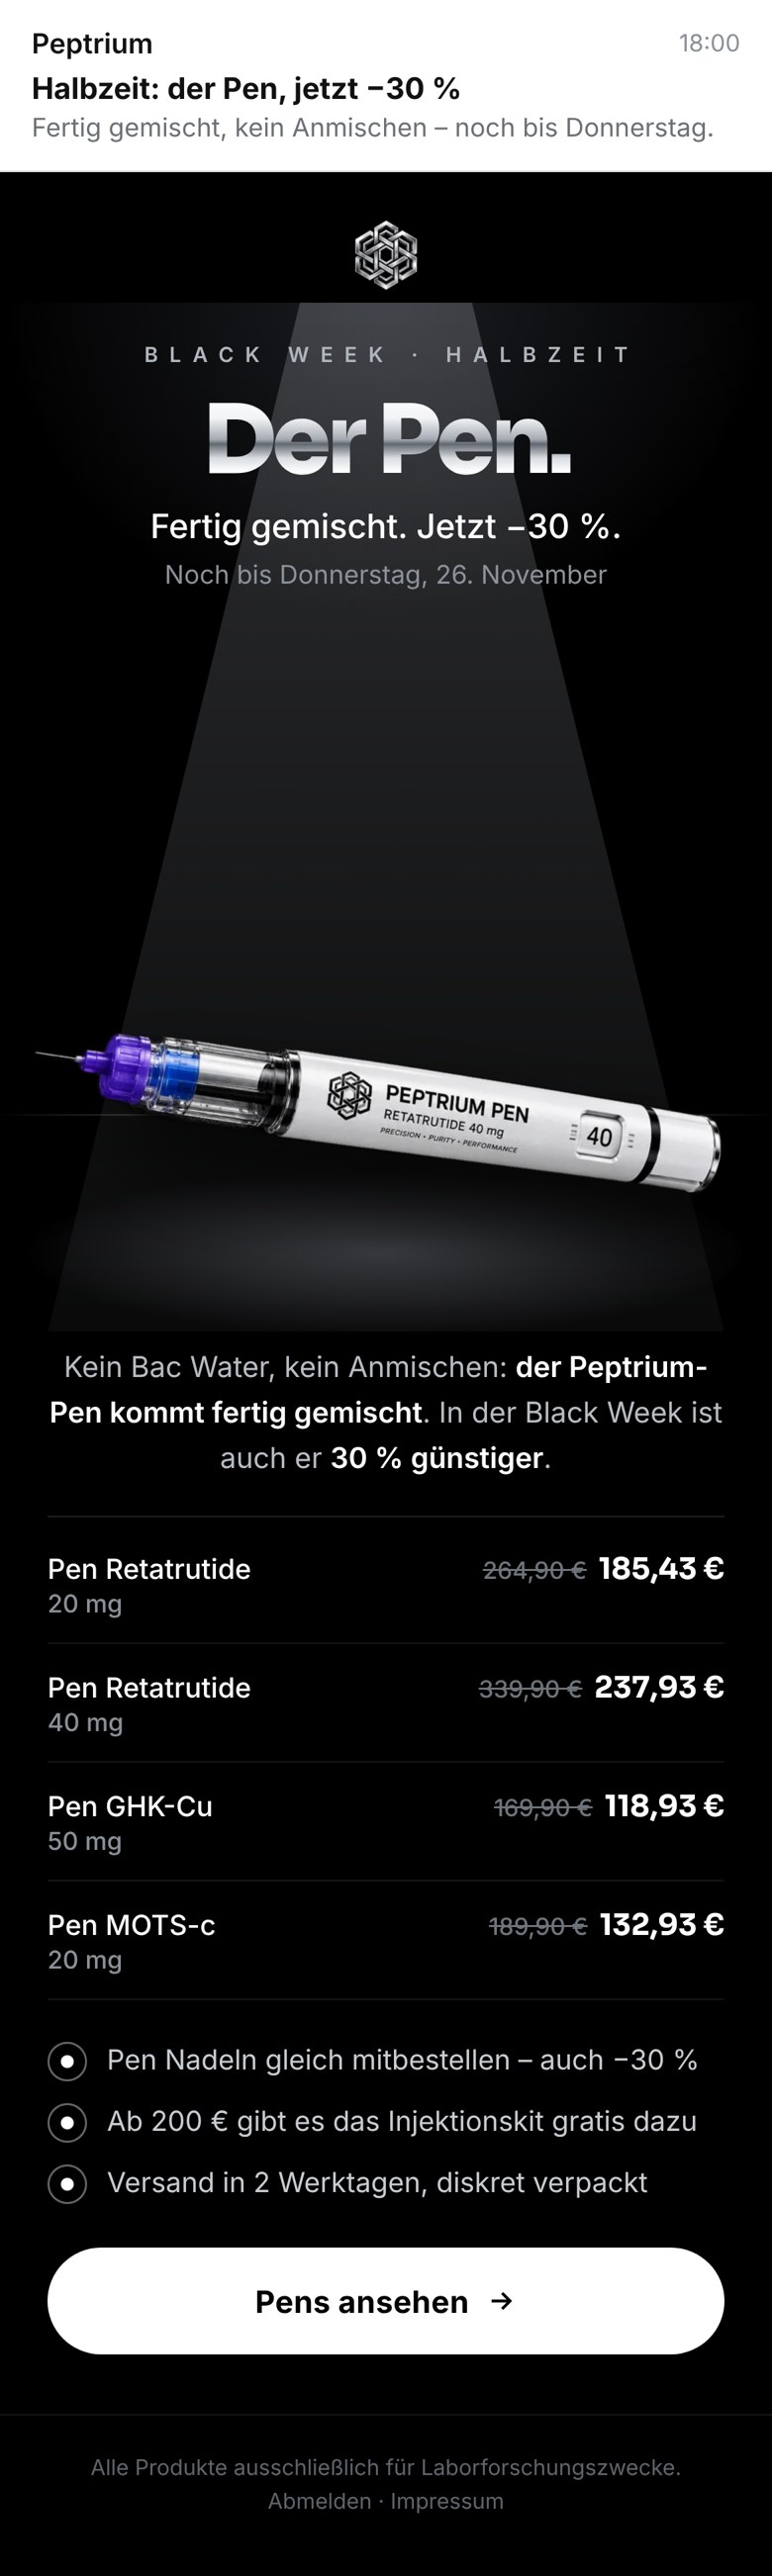 Peptrium 18:00
Halbzeit: der Pen, jetzt −30 %
Fertig gemischt, kein Anmischen – noch bis Donnerstag.
BLACK WEEK · HALBZEIT
Der Pen.
Fertig gemischt. Jetzt −30 %.
Noch bis Donnerstag, 26. November
PEPTRIUM PEN
RETATRUTIDE 40 mg
PRECISION • PURITY • PERFORMANCE
40
Kein Bac Water, kein Anmischen: der Peptrium-
Pen kommt fertig gemischt. In der Black Week ist
auch er 30 % günstiger.
Pen Retatrutide 264,90 € 185,43 €
20 mg
Pen Retatrutide 339,90 € 237,93 €
40 mg
Pen GHK-Cu 169,90 € 118,93 €
50 mg
Pen MOTS-c 189,90 € 132,93 €
20 mg
Pen Nadeln gleich mitbestellen – auch −30 %
Ab 200 € gibt es das Injektionskit gratis dazu
Versand in 2 Werktagen, diskret verpackt
Pens ansehen →
Alle Produkte ausschließlich für Laborforschungszwecke.
Abmelden · Impressum